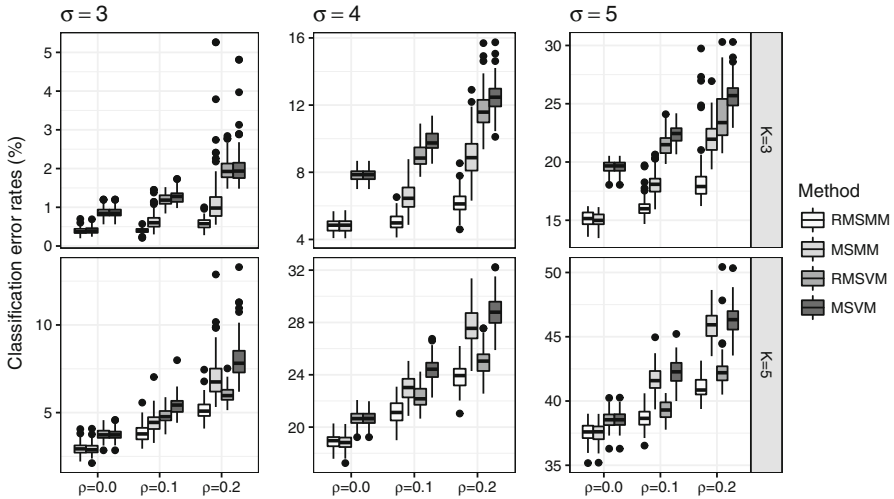 σ = 3
σ = 4
σ = 5
Classification error rates (%)
5
4
3
2
1
0
16
12
8
4
30
25
20
15
K=3
10
5
32
28
24
20
50
45
40
35
K=5
ρ=0.0
ρ=0.1
ρ=0.2
ρ=0.0
ρ=0.1
ρ=0.2
ρ=0.0
ρ=0.1
ρ=0.2
Method
RMSMM
MSMM
RMSVM
MSVM